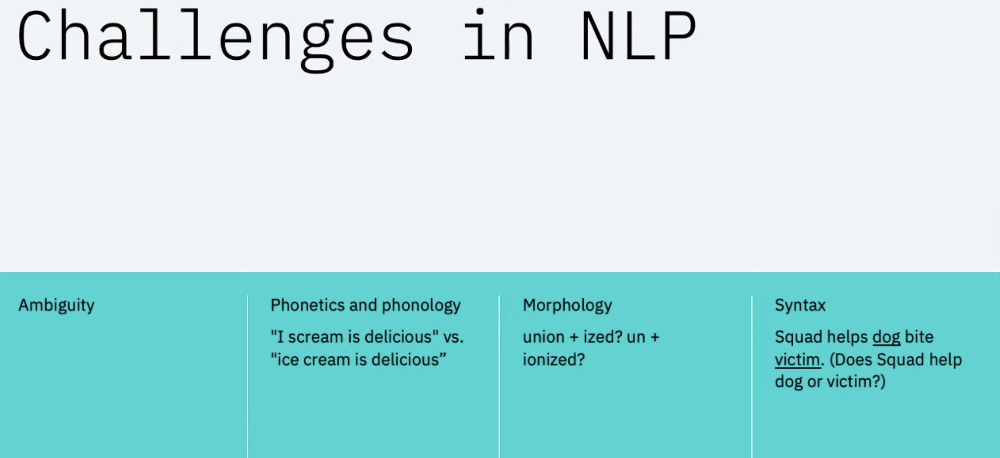 Challenges in NLP
Ambiguity
Phonetics and phonology
"I scream is delicious" vs.
"ice cream is delicious”
Morphology
union + ized? un +
ionized?
Syntax
Squad helps dog bite
victim. (Does Squad help
dog or victim?)